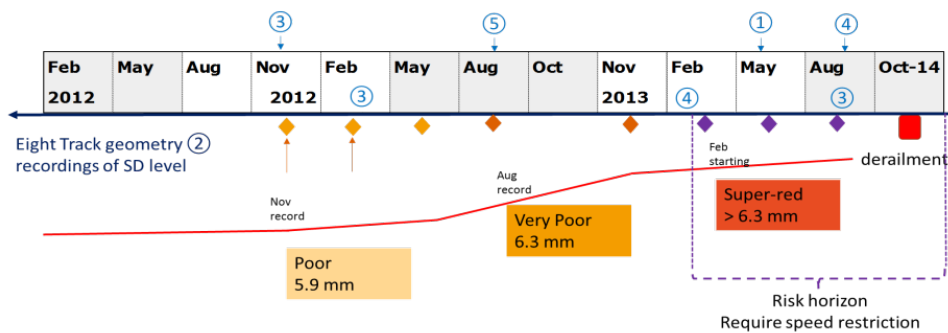 ③ ⑤ ① ④
Feb May Aug Nov Feb May Aug Oct Nov Feb May Aug Oct-14
2012 2012 2013
③ ④ ③
Eight Track geometry ②
recordings of SD level
Feb
starting
derailment
Nov
record
Aug
record
Poor
5.9 mm
Very Poor
6.3 mm
Super-red
> 6.3 mm
Risk horizon
Require speed restriction